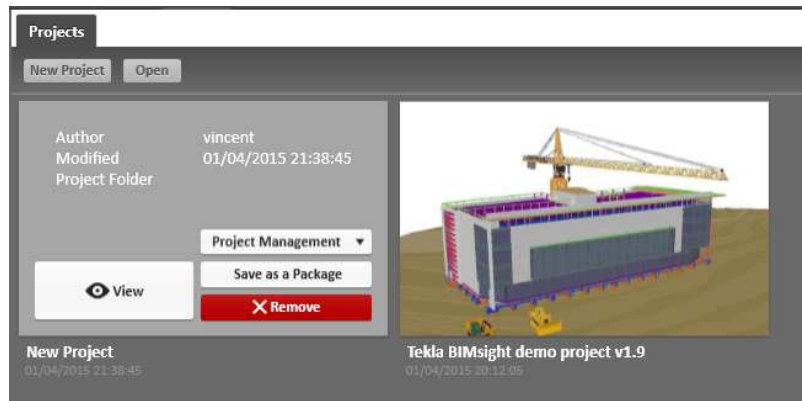 Projects
New Project Open
Author vincent
Modified 01/04/2015 21:38:45
Project Folder
Project Management
Save as a Package
View
Remove
New Project
01/04/2015 21:38:45
Tekla BIMsight demo project v1.9
01/04/2015 20:12:05